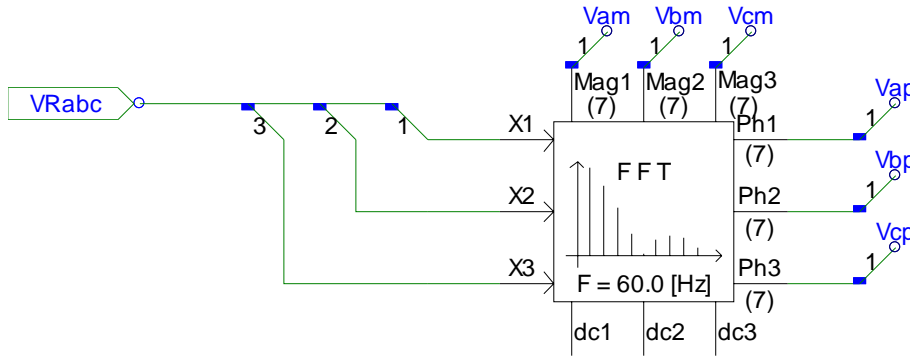 Vam Vbm Vcm
1 1 1
Mag1 Mag2 Mag3
(7) (7) (7)
VRabc
3 2 1
X1
X2
X3
F F T
F = 60.0 [Hz]
Ph1
(7)
1
Vap
Ph2
(7)
1
Vbp
Ph3
(7)
1
Vcp
dc1 dc2 dc3